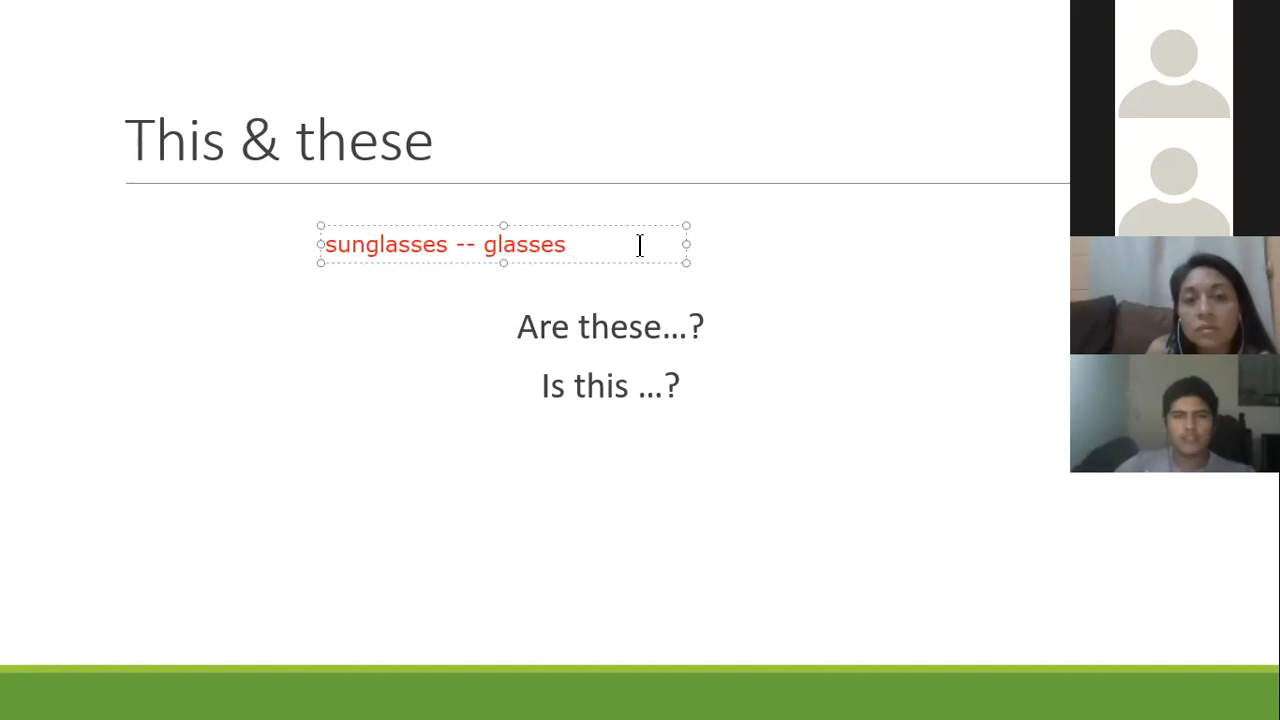 This & these
sunglasses -- glasses
Are these...?
Is this ...?